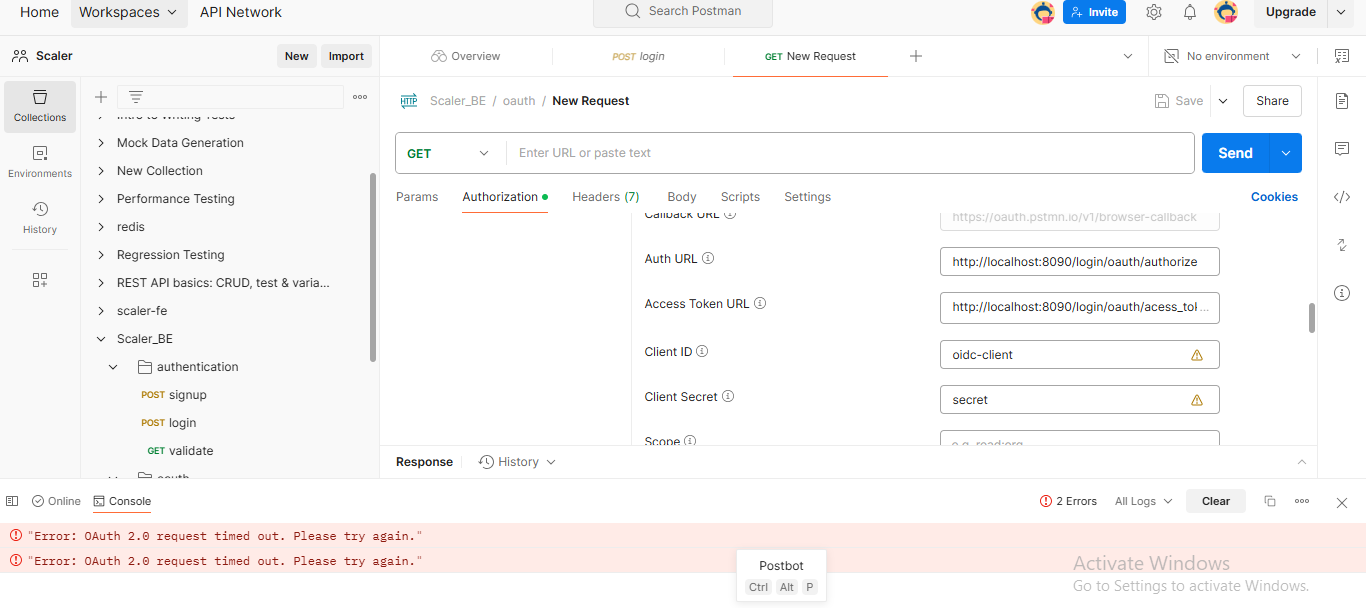 Home Workspaces API Network Search Postman Invite Upgrade
Scaler New Import Overview POST login GET New Request No environment
Collections
Environments
History
Intro to Writing Tests
Mock Data Generation
New Collection
Performance Testing
redis
Regression Testing
REST API basics: CRUD, test & varia...
scaler-fe
Scaler_BE
authentication
POST signup
POST login
GET validate
oauth
HTTP Scaler_BE / oauth / New Request Save Share
GET Enter URL or paste text Send
Params Authorization Headers (7) Body Scripts Settings Cookies
Callback URL https://oauth.pstmn.io/v1/browser-callback
Auth URL http://localhost:8090/login/oauth/authorize
Access Token URL http://localhost:8090/login/oauth/acess_tol...
Client ID oidc-client
Client Secret secret
Scope e.g. read:org
Response History
Online Console 2 Errors All Logs Clear
"Error: OAuth 2.0 request timed out. Please try again."
"Error: OAuth 2.0 request timed out. Please try again."
Postbot
Ctrl Alt P
Activate Windows
Go to Settings to activate Windows.